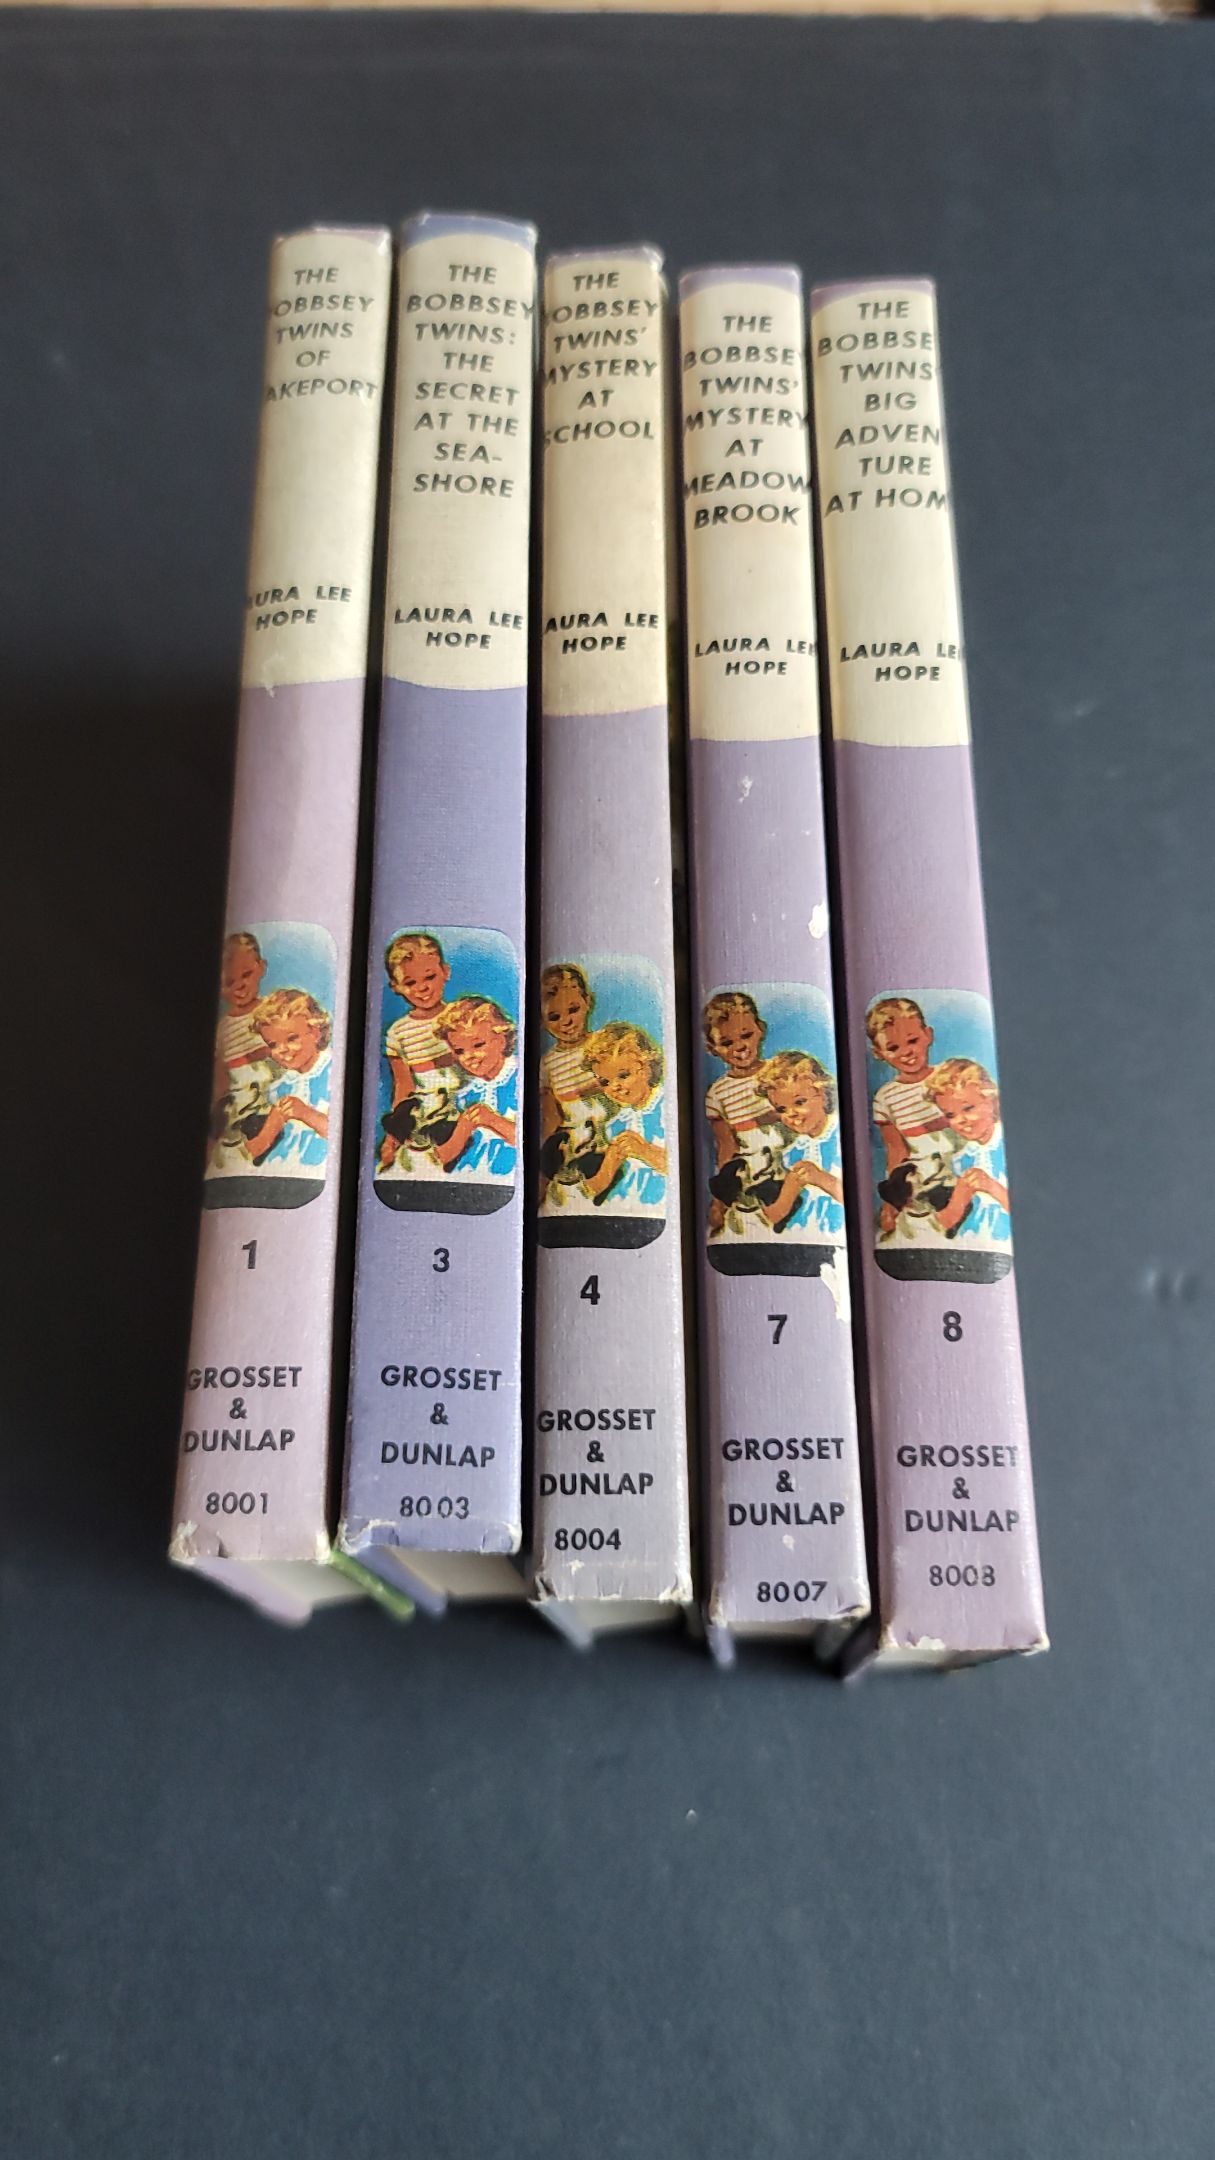 THE
OBBSEY
TWINS
OF
AKEPORT
URA LEE
HOPE
1
GROSSET
&
DUNLAP
8001
THE
BOBBSEY
TWINS:
THE
SECRET
AT THE
SEA-
SHORE
LAURA LEE
HOPE
3
GROSSET
&
DUNLAP
8003
THE
OBBSEY
TWINS'
MYSTERY
AT
SCHOOL
AURA LEE
HOPE
4
GROSSET
&
DUNLAP
8004
THE
BOBBSEY
TWINS'
MYSTERY
AT
MEADOW
BROOK
LAURA LEE
HOPE
7
GROSSET
&
DUNLAP
8007
THE
BOBBSE
TWINS'
BIG
ADVEN
TURE
AT HOM
LAURA LEE
HOPE
8
GROSSET
&
DUNLAP
8008